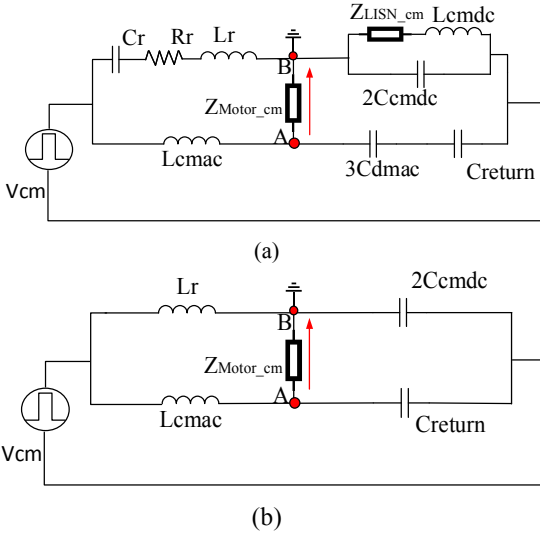 Cr Rr Lr B ZLISN_cm Lcmdc
2Ccmdc
ZMotor_cm
A
Lcmac 3Cdmac Creturn
Vcm
(a)
Lr B 2Ccmdc
ZMotor_cm
A
Lcmac Creturn
Vcm
(b)